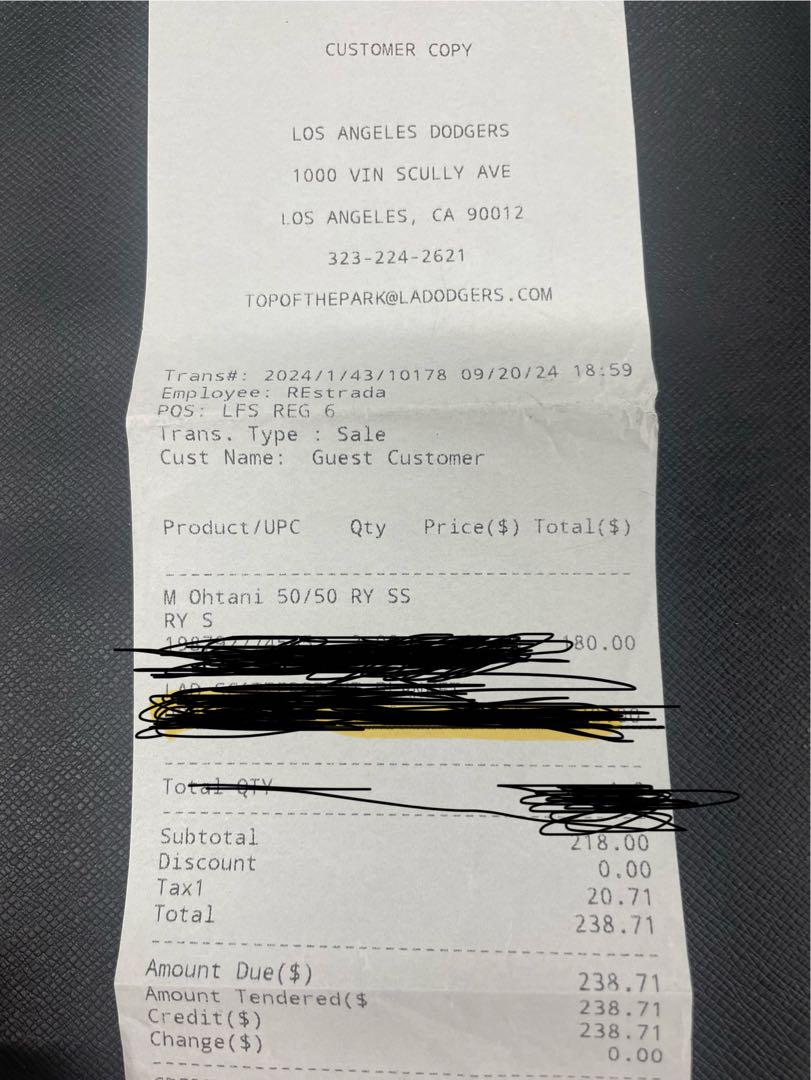 CUSTOMER COPY
LOS ANGELES DODGERS
1000 VIN SCULLY AVE
LOS ANGELES, CA 90012
323-224-2621
TOPOFTHEPARK@LADODGERS.COM
Trans#: 2024/1/43/10178 09/20/24 18:59
Employee: REstrada
POS: LFS REG 6
Trans. Type : Sale
Cust Name: Guest Customer
Product/UPC Qty Price($) Total($)
M Ohtani 50/50 RY SS
RY S
180.00
Total QTY
Subtotal 218.00
Discount 0.00
Tax1 20.71
Total 238.71
Amount Due($) 238.71
Amount Tendered($ 238.71
Credit($) 238.71
Change($) 0.00